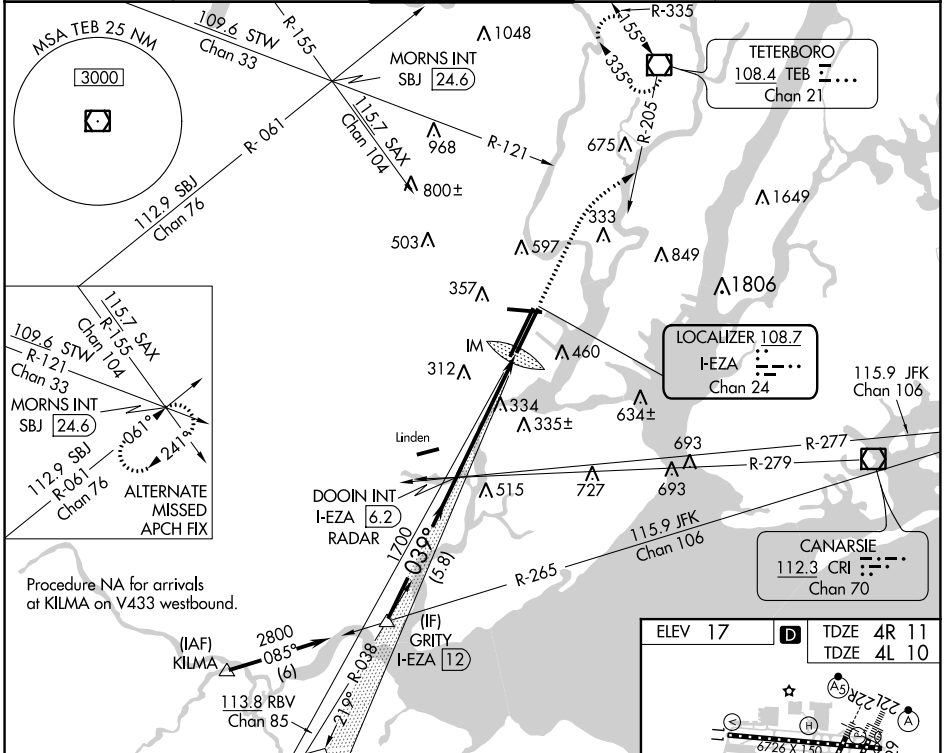 MSA TEB 25 NM
3000
109.6 STW
Chan 33
R-155
MORNS INT
SBJ 24.6
1048
155°
335°
R-335
TETERBORO
108.4 TEB
Chan 21
R-061
112.9 SBJ
Chan 76
115.7 SAX
Chan 104
968
R-121
800±
675
R-205
1649
503
597
333
849
1806
357
IM
460
312
LOCALIZER 108.7
I-EZA
Chan 24
334
335±
634±
115.9 JFK
Chan 106
115.7 SAX
R-155
Chan 104
109.6 STW
R-121
Chan 33
MORNS INT
SBJ 24.6
061°
241°
112.9 SBJ
R-061
Chan 76
ALTERNATE
MISSED
APCH FIX
Linden
693
R-277
R-279
DOOIN INT
I-EZA 6.2
RADAR
515
727
693
1700
039°
(5.8)
115.9 JFK
Chan 106
R-265
CANARSIE
112.3 CRI
Chan 70
Procedure NA for arrivals
at KILMA on V433 westbound.
(IAF)
KILMA
2800
085°
(6)
(IF)
GRITY
I-EZA 12
113.8 RBV
Chan 85
219°
R-038
ELEV 17
D
TDZE 4R 11
TDZE 4L 10
A5
22R
22L
A
V
H
11
6726 X 150